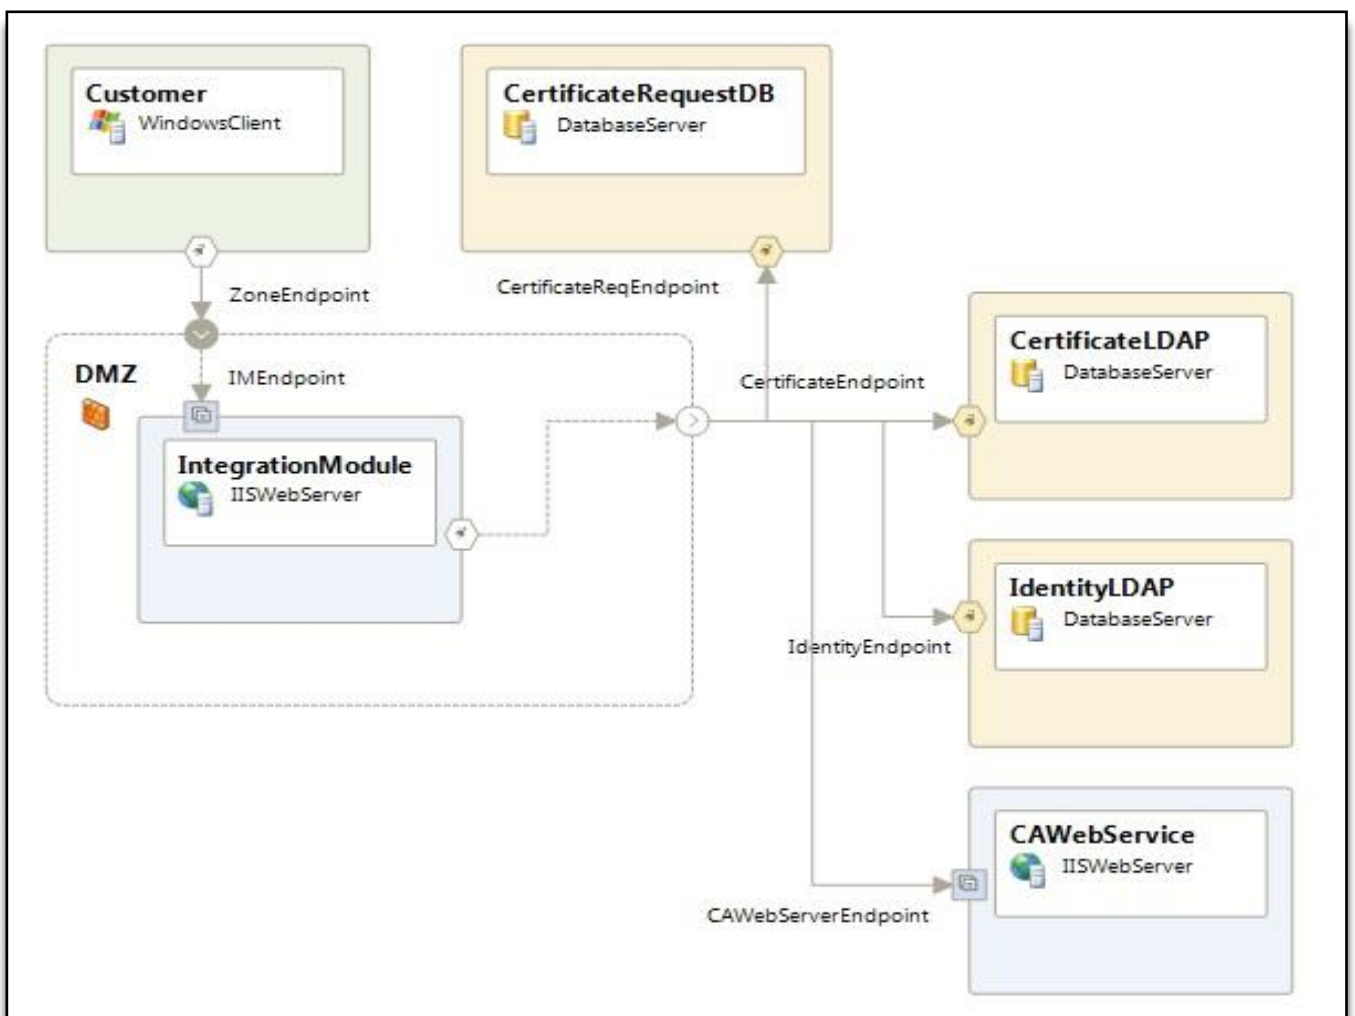 Customer
WindowsClient
CertificateRequestDB
DatabaseServer
ZoneEndpoint
CertificateReqEndpoint
DMZ
IMEndpoint
CertificateEndpoint
CertificateLDAP
DatabaseServer
IntegrationModule
IISWebServer
IdentityLDAP
DatabaseServer
IdentityEndpoint
CAWebService
IISWebServer
CAWebServerEndpoint